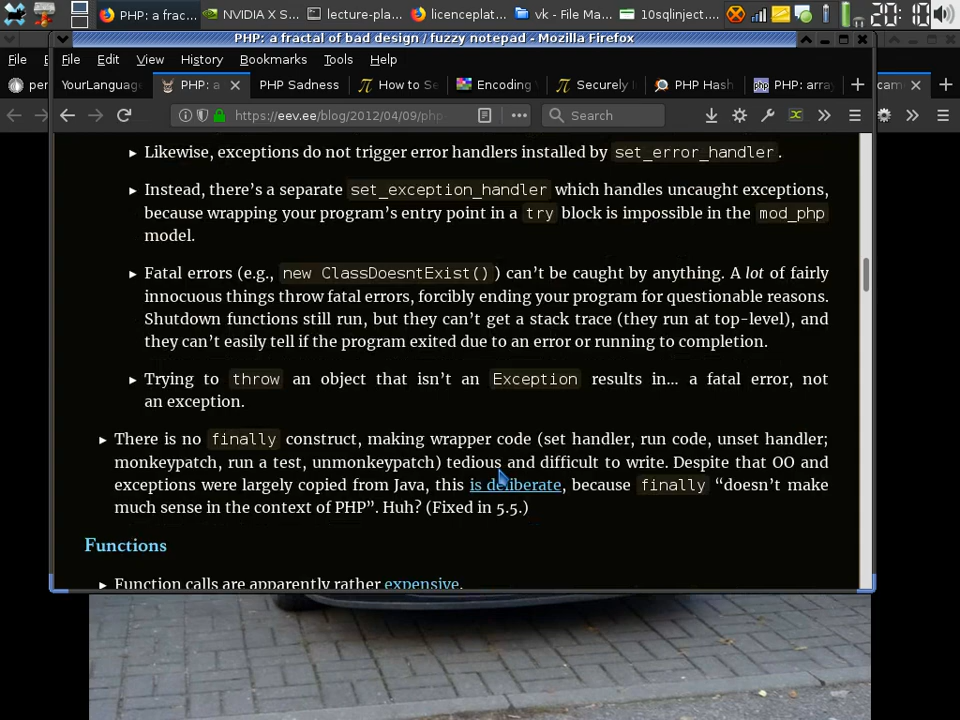 PHP: a frac...
NVIDIA X S...
lecture-pla...
licenceplat...
vk - File Ma...
10sqlinject...
20:10
PHP: a fractal of bad design / fuzzy notepad - Mozilla Firefox
File
File Edit View History Bookmarks Tools Help
per
YourLanguag
PHP: a
PHP Sadness
How to Se
Encoding
Securely
PHP Hash
PHP: array
cam
https://eev.ee/blog/2012/04/09/php-
Search
Likewise, exceptions do not trigger error handlers installed by set_error_handler.
Instead, there's a separate set_exception_handler which handles uncaught exceptions,
because wrapping your program's entry point in a try block is impossible in the mod_php
model.
Fatal errors (e.g., new ClassDoesntExist()) can't be caught by anything. A lot of fairly
innocuous things throw fatal errors, forcibly ending your program for questionable reasons.
Shutdown functions still run, but they can't get a stack trace (they run at top-level), and
they can't easily tell if the program exited due to an error or running to completion.
Trying to throw an object that isn't an Exception results in… a fatal error, not
an exception.
There is no finally construct, making wrapper code (set handler, run code, unset handler;
monkeypatch, run a test, unmonkeypatch) tedious and difficult to write. Despite that OO and
exceptions were largely copied from Java, this is deliberate, because finally “doesn't make
much sense in the context of PHP”. Huh? (Fixed in 5.5.)
Functions
Function calls are apparently rather expensive.